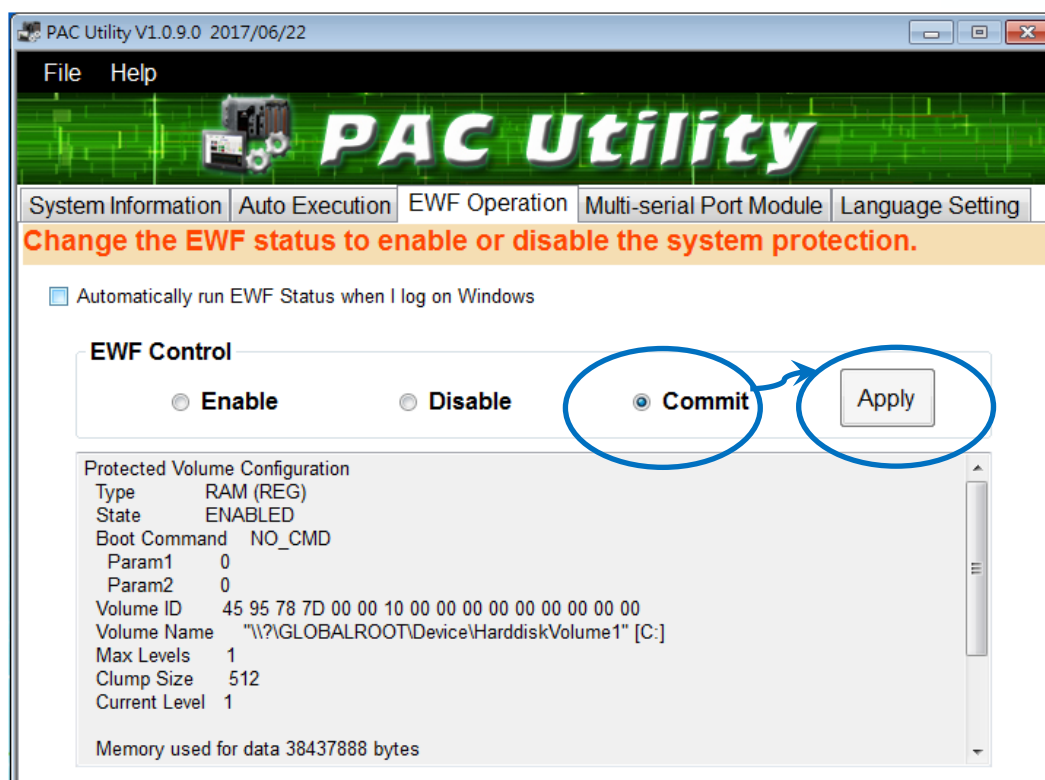 PAC Utility V1.0.9.0 2017/06/22
File Help
PAC Utility
System Information Auto Execution EWF Operation Multi-serial Port Module Language Setting
Change the EWF status to enable or disable the system protection.
Automatically run EWF Status when I log on Windows
EWF Control
Enable Disable Commit Apply
Protected Volume Configuration
Type RAM (REG)
State ENABLED
Boot Command NO_CMD
Param1 0
Param2 0
Volume ID 45 95 78 7D 00 00 10 00 00 00 00 00 00 00 00 00
Volume Name "\\?\GLOBALROOT\Device\HarddiskVolume1" [C:]
Max Levels 1
Clump Size 512
Current Level 1
Memory used for data 38437888 bytes